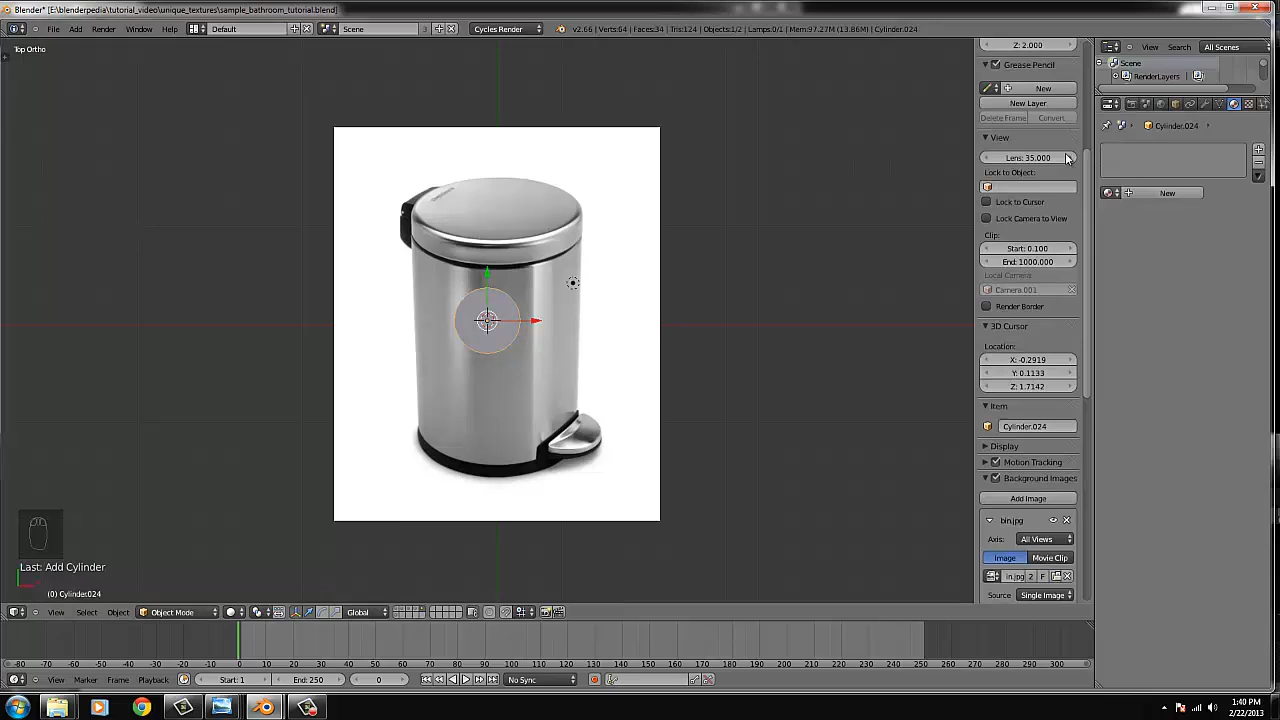 Blender* [E:\blenderpedia\tutorial_video\unique_textures\sample_bathroom_tutorial.blend]
File Add Render Window Help Default Scene 3 Cycles Render v2.66 | Verts:64 | Faces:34 | Tris:124 | Objects:1/2 | Lamps:0/1 | Mem:97.27M (13.86M) | Cylinder.024
View Search All Scenes
Top Ortho
Z: 2.000
Scene
Grease Pencil
RenderLayers
New
New Layer
Delete Frame Convert
Cylinder.024
View
Lens: 35.000
Lock to Object:
New
Lock to Cursor
Lock Camera to View
Clip:
Start: 0.100
End: 1000.000
Local Camera:
Camera.001
Render Border
3D Cursor
Location:
X: -0.2919
Y: 0.1133
Z: 1.7142
Item
Cylinder.024
Display
Motion Tracking
Background Images
Add Image
bin.jpg
Axis: All Views
Image Movie Clip
in.jpg 2 F
Source Single Image
Last: Add Cylinder
(0) Cylinder.024
View Select Object Object Mode Global
-80 -70 -60 -50 -40 -30 -20 -10 0 10 20 30 40 50 60 70 80 90 100 110 120 130 140 150 160 170 180 190 200 210 220 230 240 250 260 270 280 290 300
View Marker Frame Playback Start: 1 End: 250 0 No Sync
1:40 PM
2/22/2013